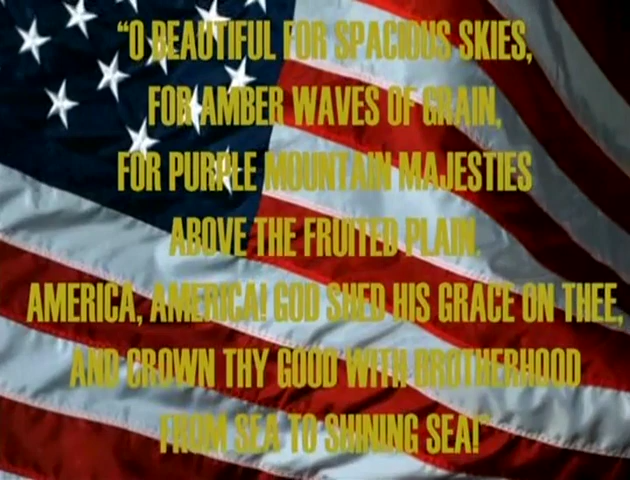 “O BEAUTIFUL FOR SPACIOUS SKIES,
FOR AMBER WAVES OF GRAIN,
FOR PURPLE MOUNTAIN MAJESTIES
ABOVE THE FRUITED PLAIN.
AMERICA, AMERICA! GOD SHED HIS GRACE ON THEE,
AND CROWN THY GOOD WITH BROTHERHOOD
FROM SEA TO SHINING SEA!”